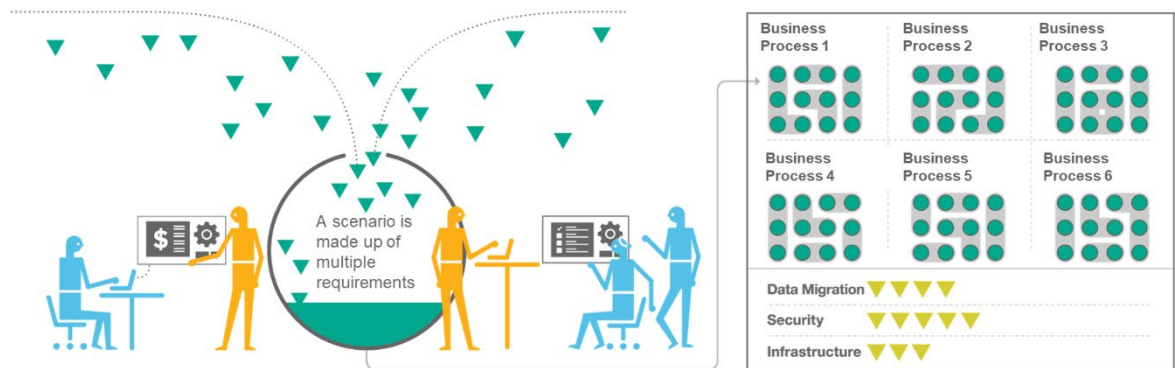 A scenario is
made up of
multiple
requirements
$
Business
Process 1
Business
Process 2
Business
Process 3
Business
Process 4
Business
Process 5
Business
Process 6
Data Migration
Security
Infrastructure